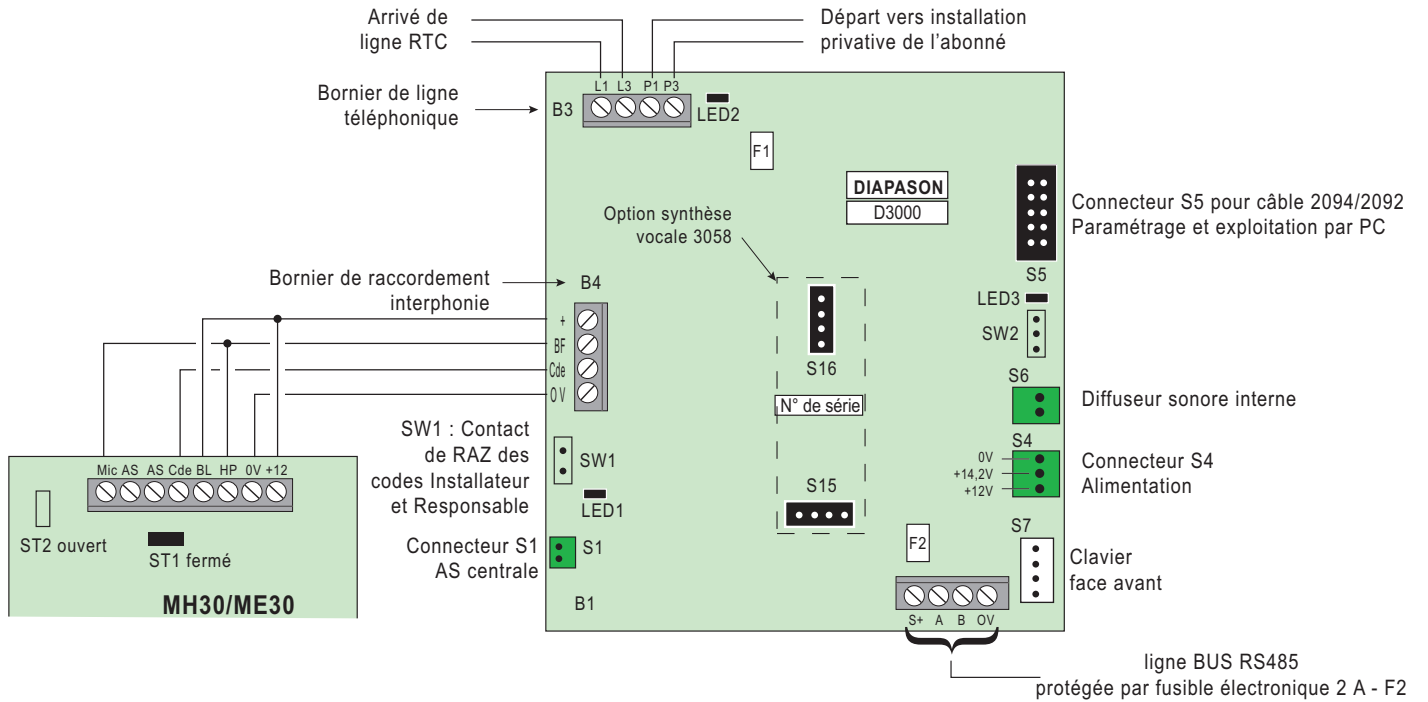 Arrivé de
ligne RTC
Départ vers installation
privative de l'abonné
L1 L3 P1 P3
Bornier de ligne
téléphonique
B3
LED2
F1
DIAPASON
D3000
Connecteur S5 pour câble 2094/2092
Paramétrage et exploitation par PC
S5
Option synthèse
vocale 3058
Bornier de raccordement
interphonie
B4
LED3
SW2
+
BF
Cde
0 V
S16
N° de série
S6
Diffuseur sonore interne
SW1 : Contact
de RAZ des
codes Installateur
et Responsable
SW1
LED1
S4
0V
+14,2V
+12V
Connecteur S4
Alimentation
S15
Mic AS AS Cde BL HP 0V +12
ST2 ouvert
ST1 fermé
MH30/ME30
Connecteur S1
AS centrale
S1
B1
F2
S7
Clavier
face avant
S+ A B OV
ligne BUS RS485
protégée par fusible électronique 2 A - F2